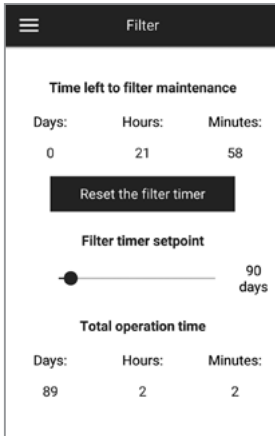 Filter
Time left to filter maintenance
Days: Hours: Minutes:
0 21 58
Reset the filter timer
Filter timer setpoint
90
days
Total operation time
Days: Hours: Minutes:
89 2 2